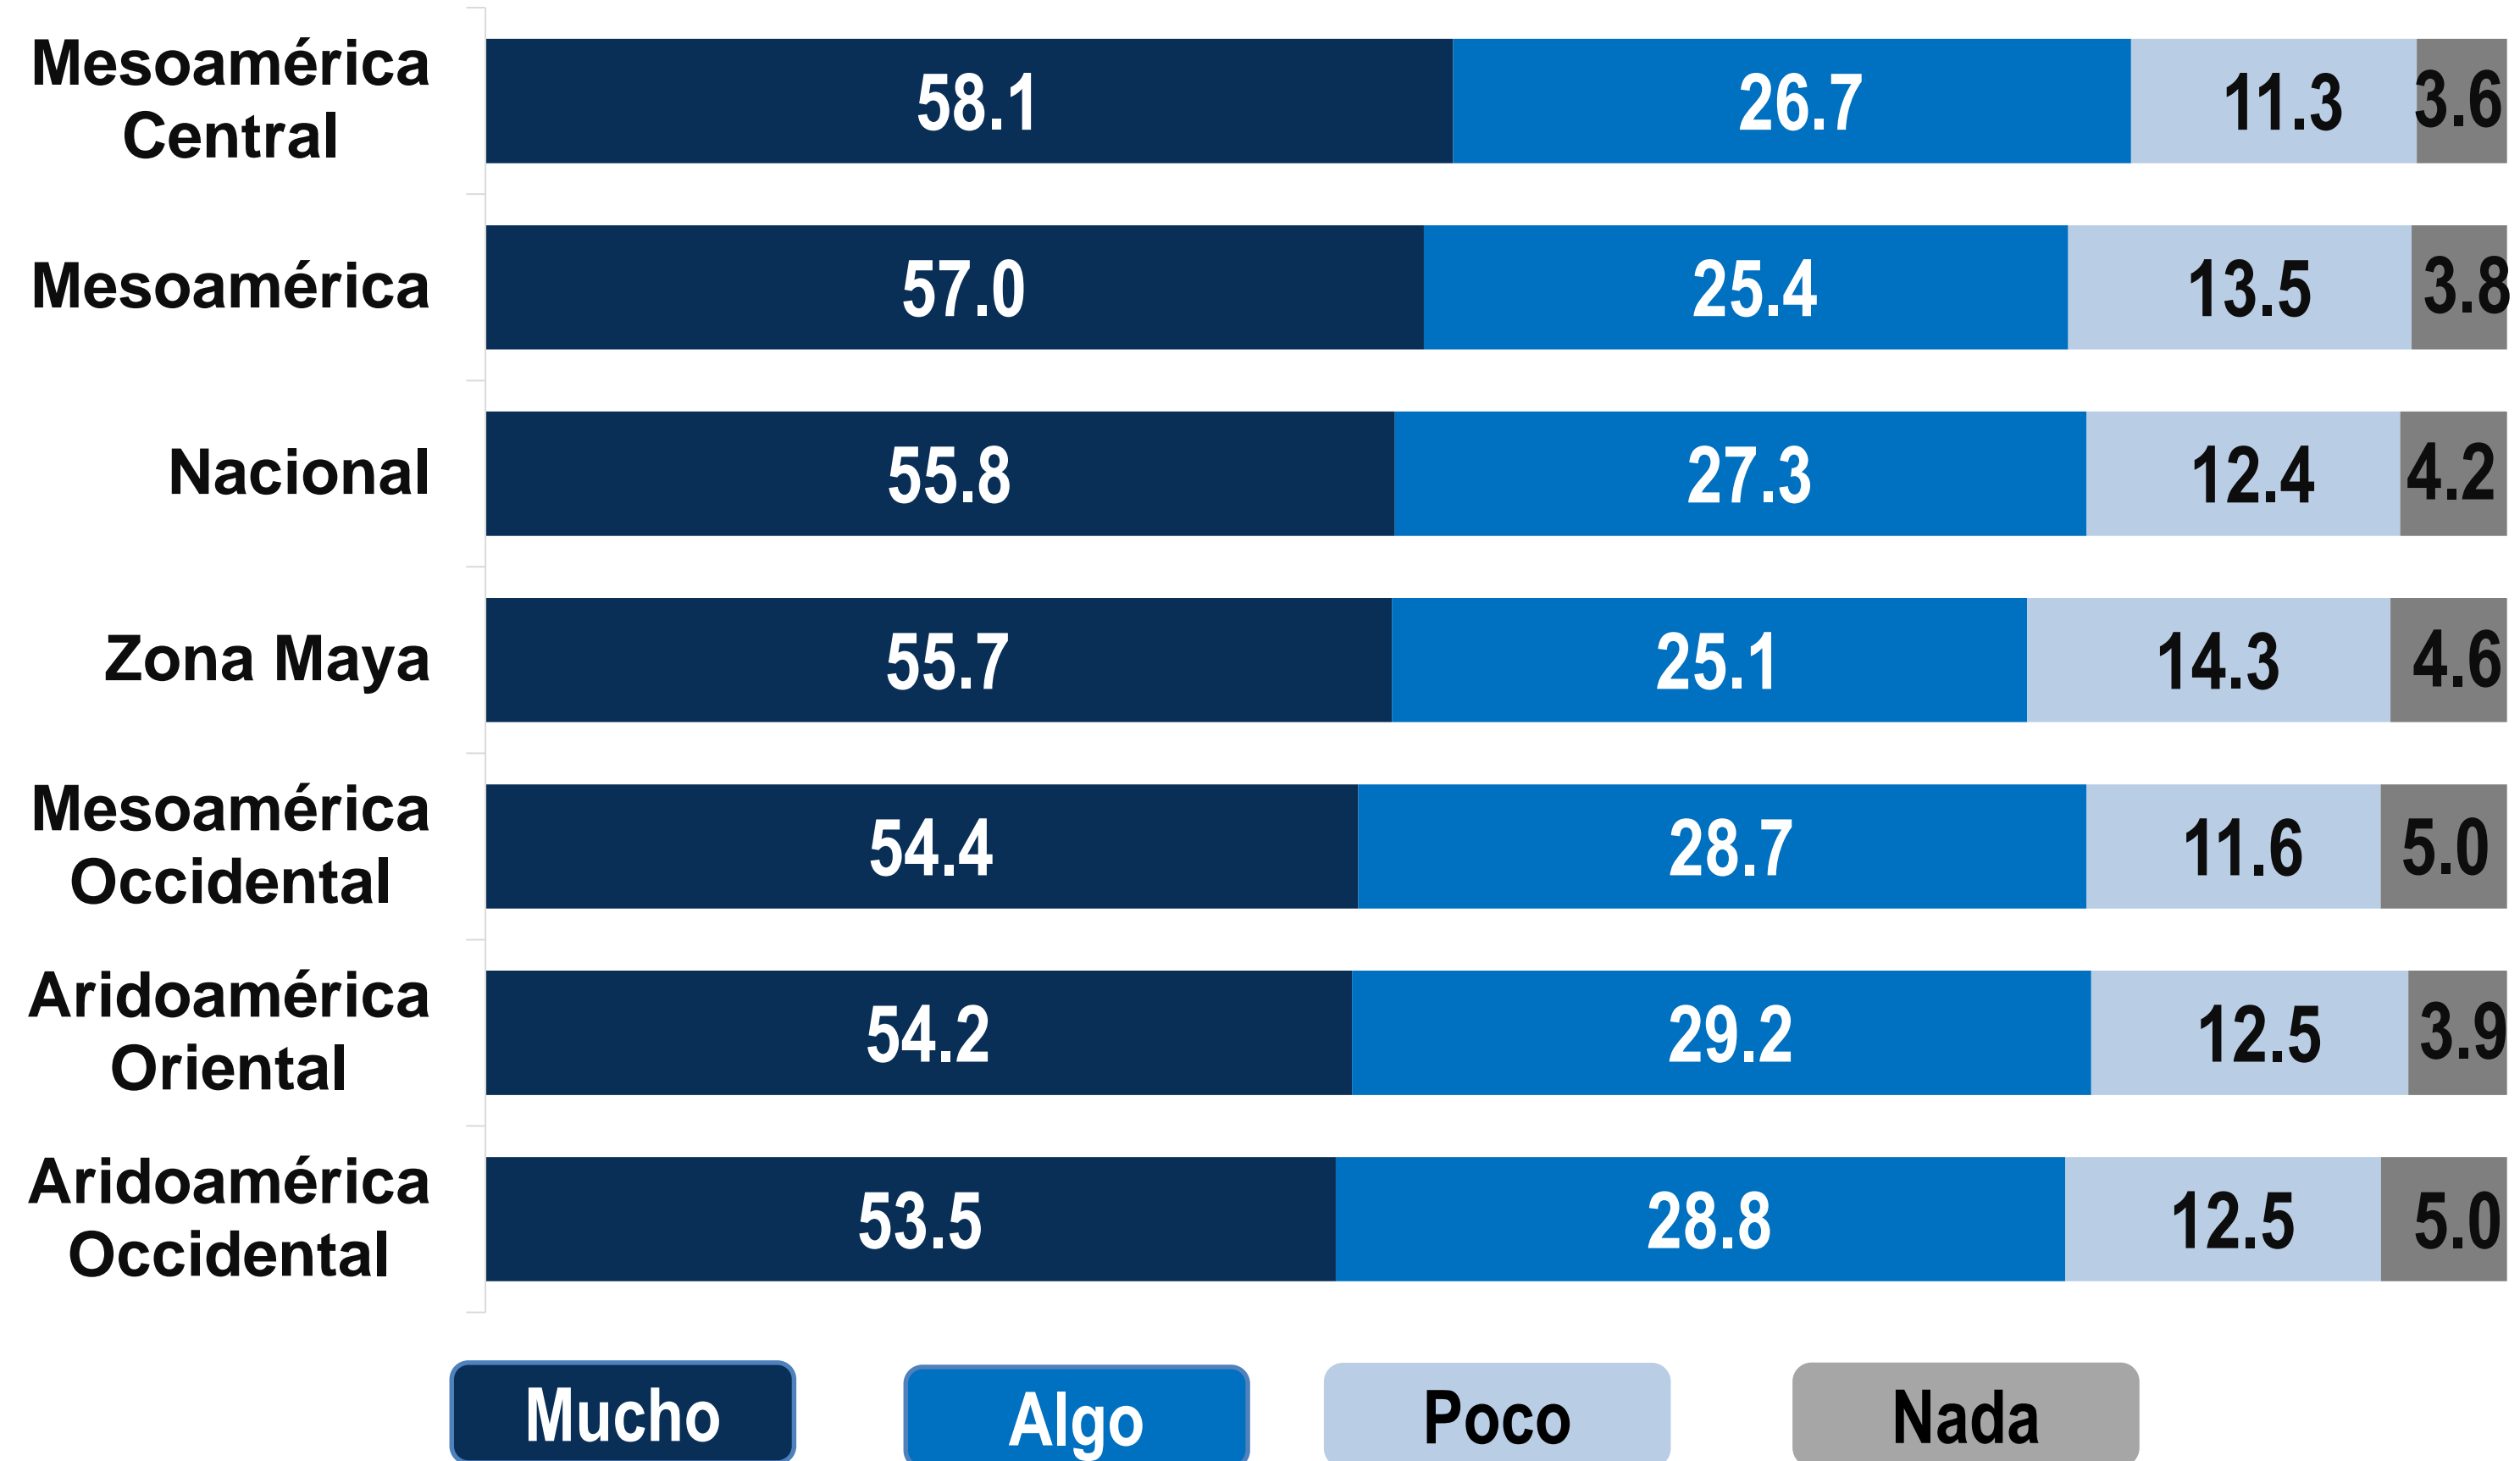 Mesoamérica
Central
58.1 26.7 11.3 3.6
Mesoamérica 57.0 25.4 13.5 3.8
Nacional 55.8 27.3 12.4 4.2
Zona Maya 55.7 25.1 14.3 4.6
Mesoamérica
Occidental
54.4 28.7 11.6 5.0
Aridoamérica
Oriental
54.2 29.2 12.5 3.9
Aridoamérica
Occidental
53.5 28.8 12.5 5.0
Mucho Algo Poco Nada